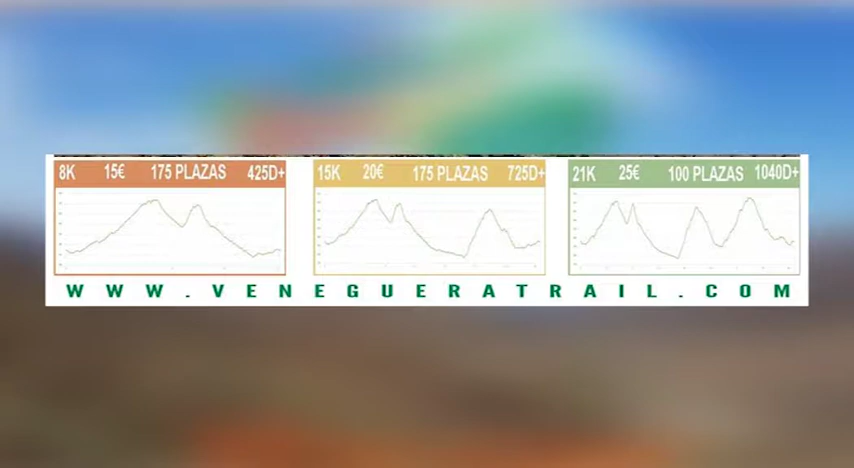 8K 15€ 175 PLAZAS 425D+
15K 20€ 175 PLAZAS 725D+
21K 25€ 100 PLAZAS 1040D+
WWW.VENEGUERATRAIL.COM